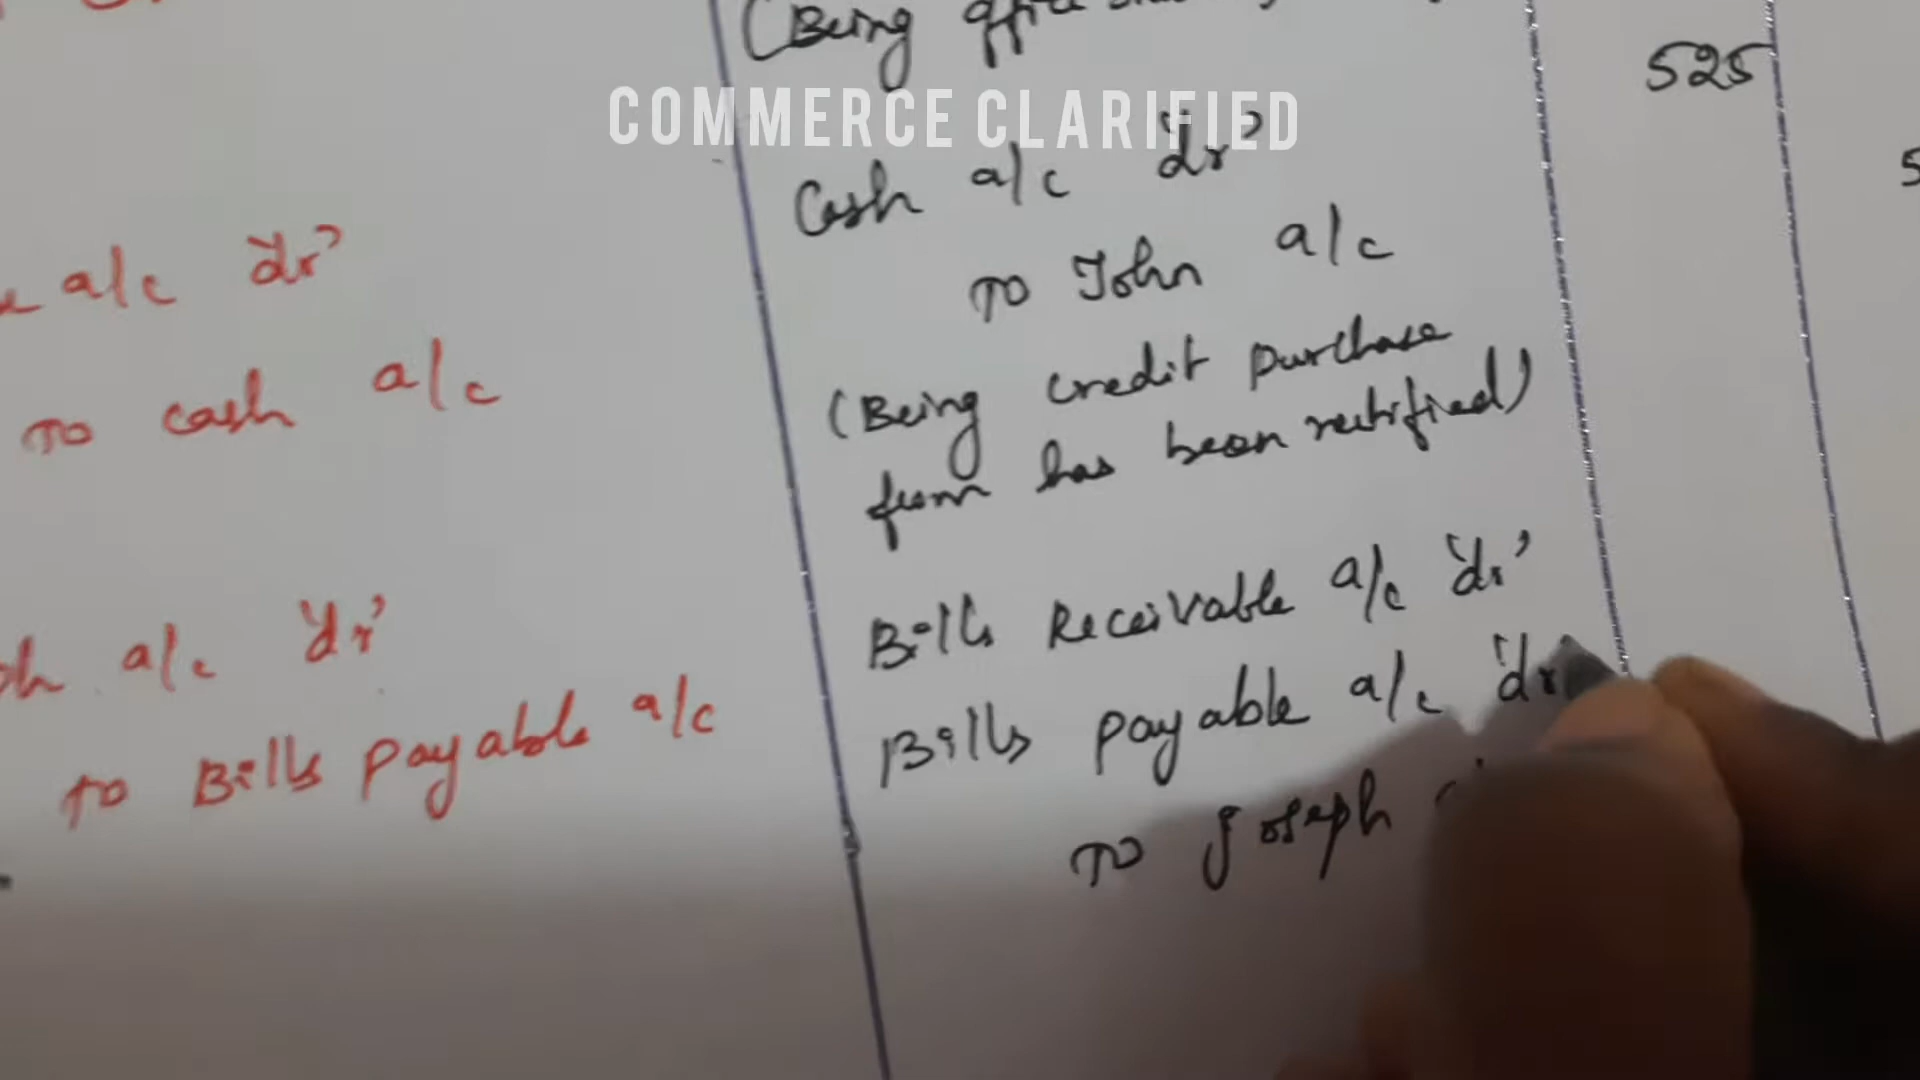 (Being
525
COMMERCE CLARIFIED
Cash a/c 'dr'
To John a/c
(Being credit purchase
from has been rectified)
Bills Receivable a/c 'dr'
Bills payable a/c 'dr
To Joseph
a/c 'dr'
To cash a/c
a/c 'dr'
To Bills payable a/c